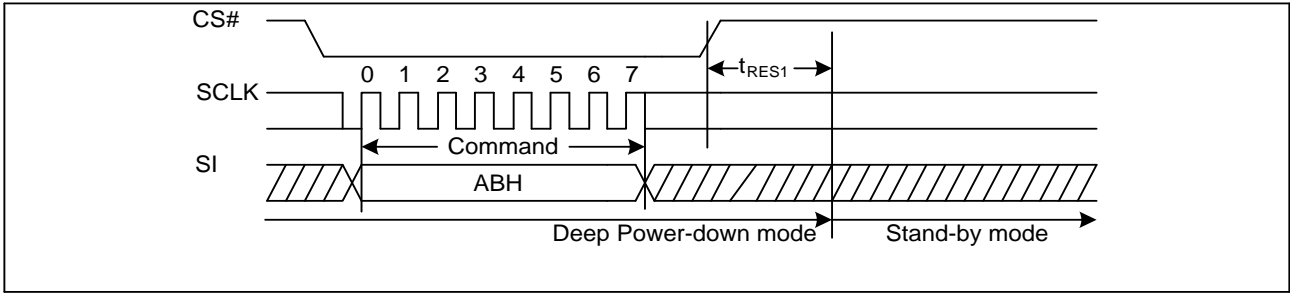 CS#
tRES1
0 1 2 3 4 5 6 7
SCLK
Command
SI
ABH
Deep Power-down mode Stand-by mode